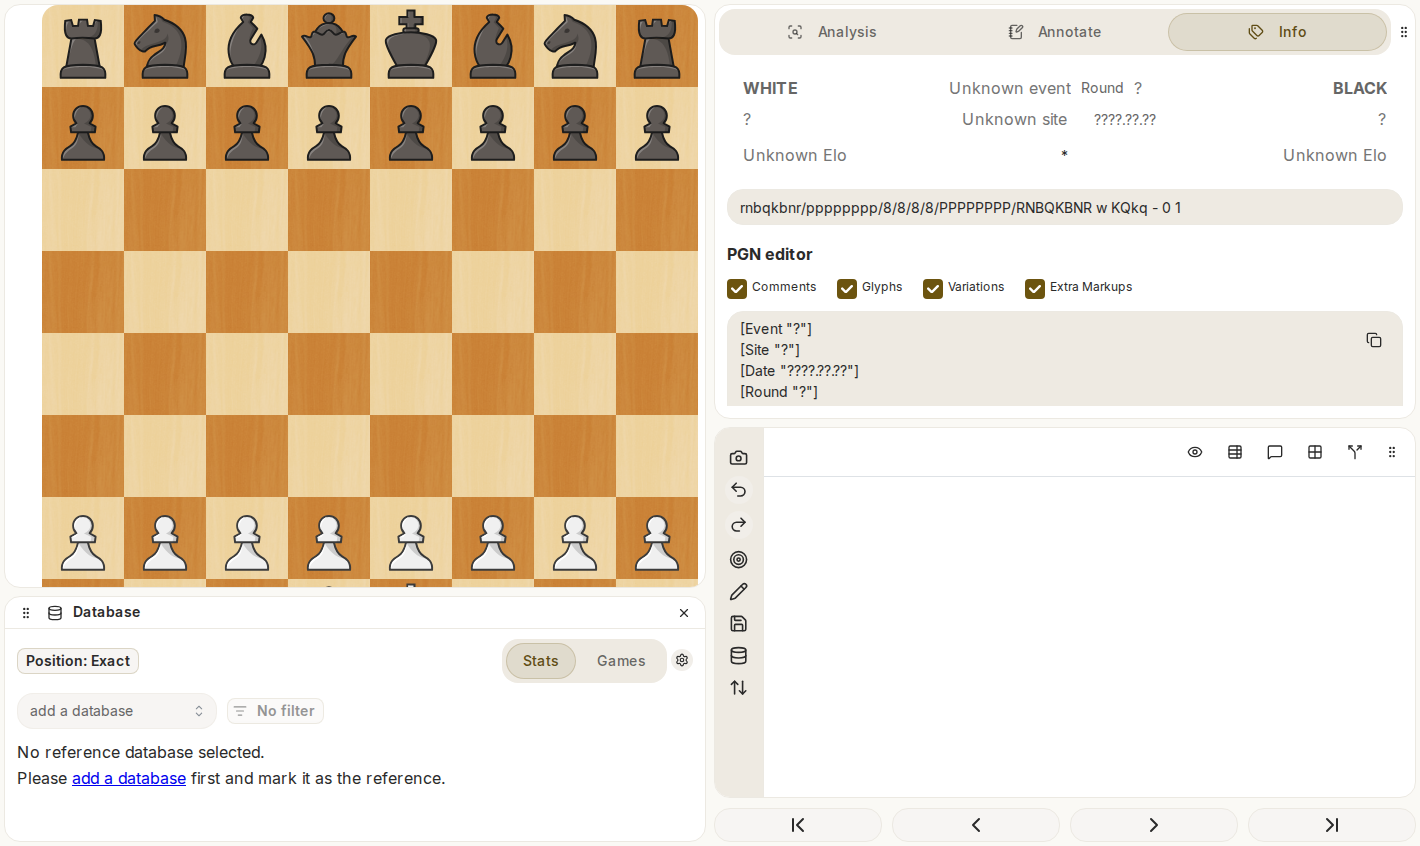 Analysis
Annotate
Info
WHITE
Unknown event Round ?
BLACK
?
Unknown site ????.??.??
?
Unknown Elo
*
Unknown Elo
rnbqkbnr/pppppppp/8/8/8/8/PPPPPPPP/RNBQKBNR w KQkq - 0 1
PGN editor
Comments
Glyphs
Variations
Extra Markups
[Event "?"]
[Site "?"]
[Date "????.??.??"]
[Round "?"]
Database
Position: Exact
Stats
Games
add a database
No filter
No reference database selected.
Please add a database first and mark it as the reference.